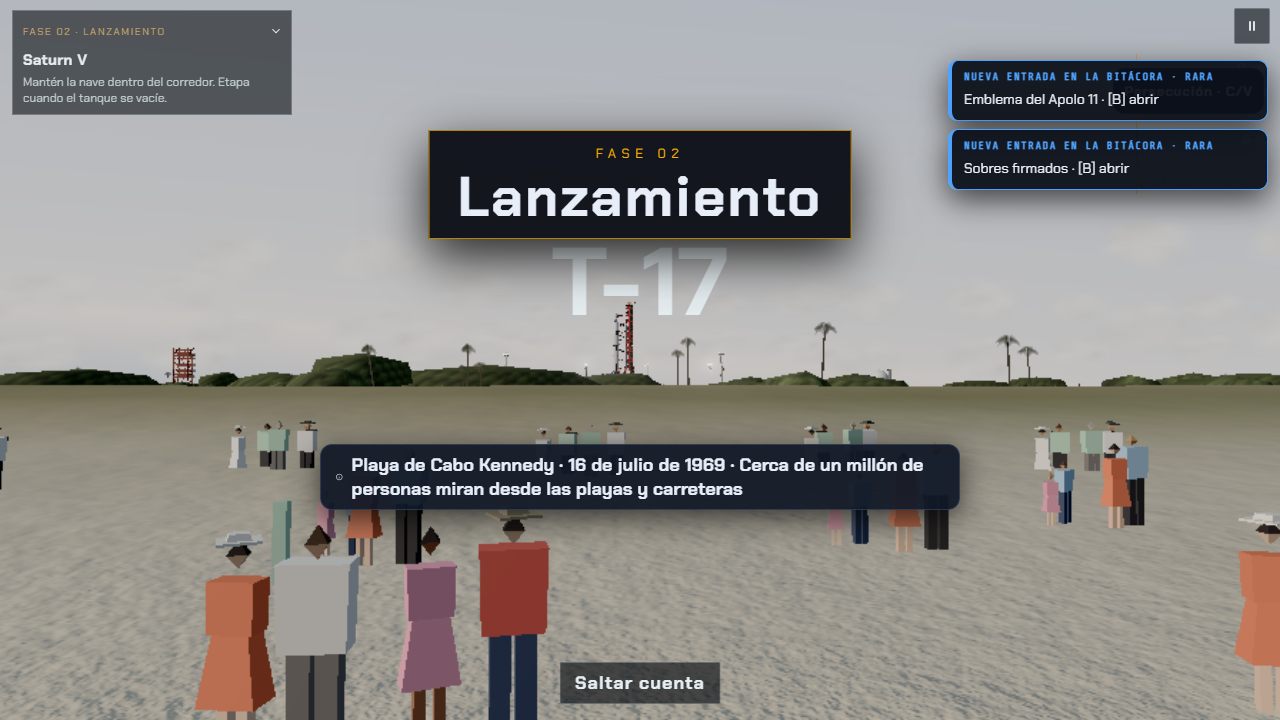 FASE 02 · LANZAMIENTO
Saturn V
Mantén la nave dentro del corredor. Etapa
cuando el tanque se vacíe.
NUEVA ENTRADA EN LA BITÁCORA · RARA
Emblema del Apolo 11 · [B] abrir
NUEVA ENTRADA EN LA BITÁCORA · RARA
Sobres firmados · [B] abrir
FASE 02
Lanzamiento
T-17
Playa de Cabo Kennedy · 16 de julio de 1969 · Cerca de un millón de
personas miran desde las playas y carreteras
Saltar cuenta